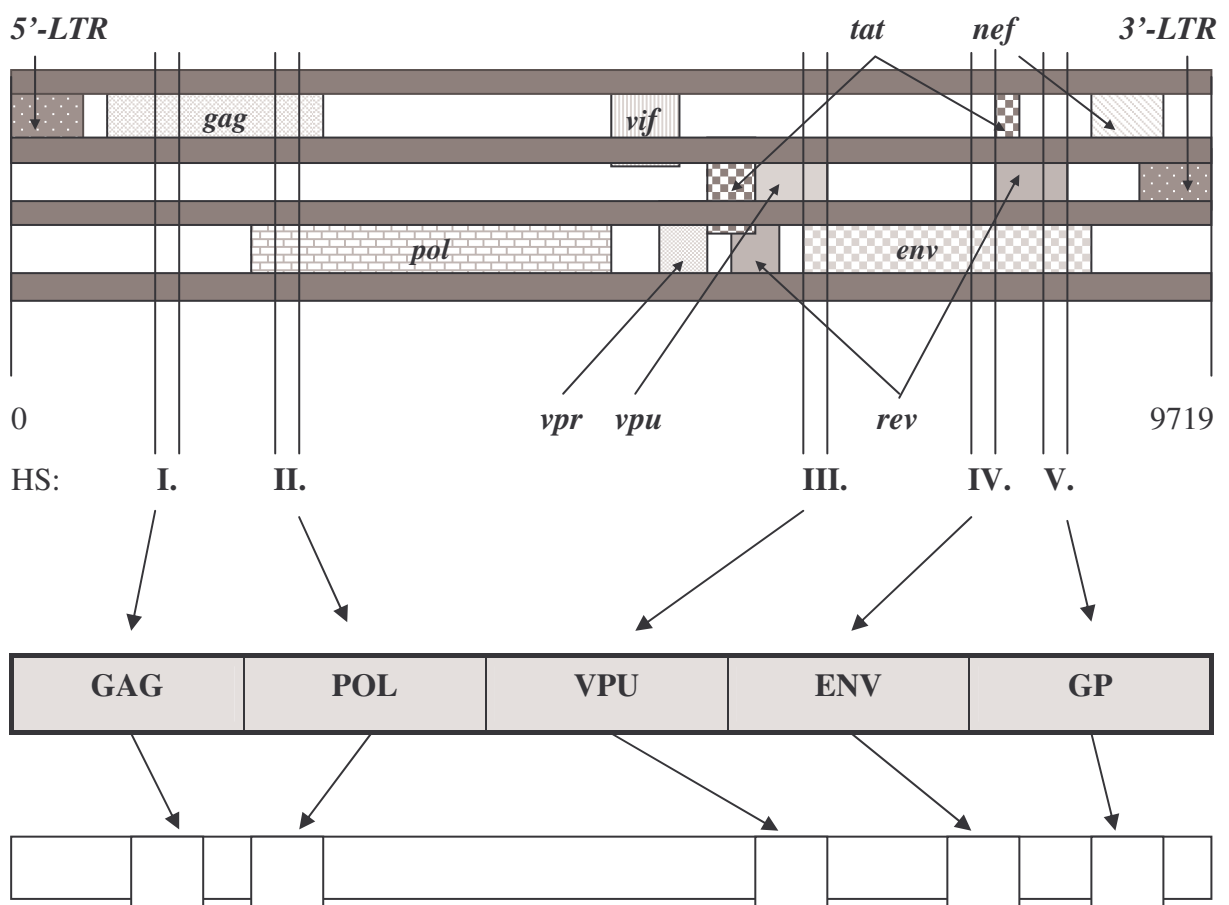 5’-LTR tat nef 3’-LTR
gag vif
pol env
vpr vpu rev
0 9719
HS: I. II. III. IV. V.
GAG POL VPU ENV GP